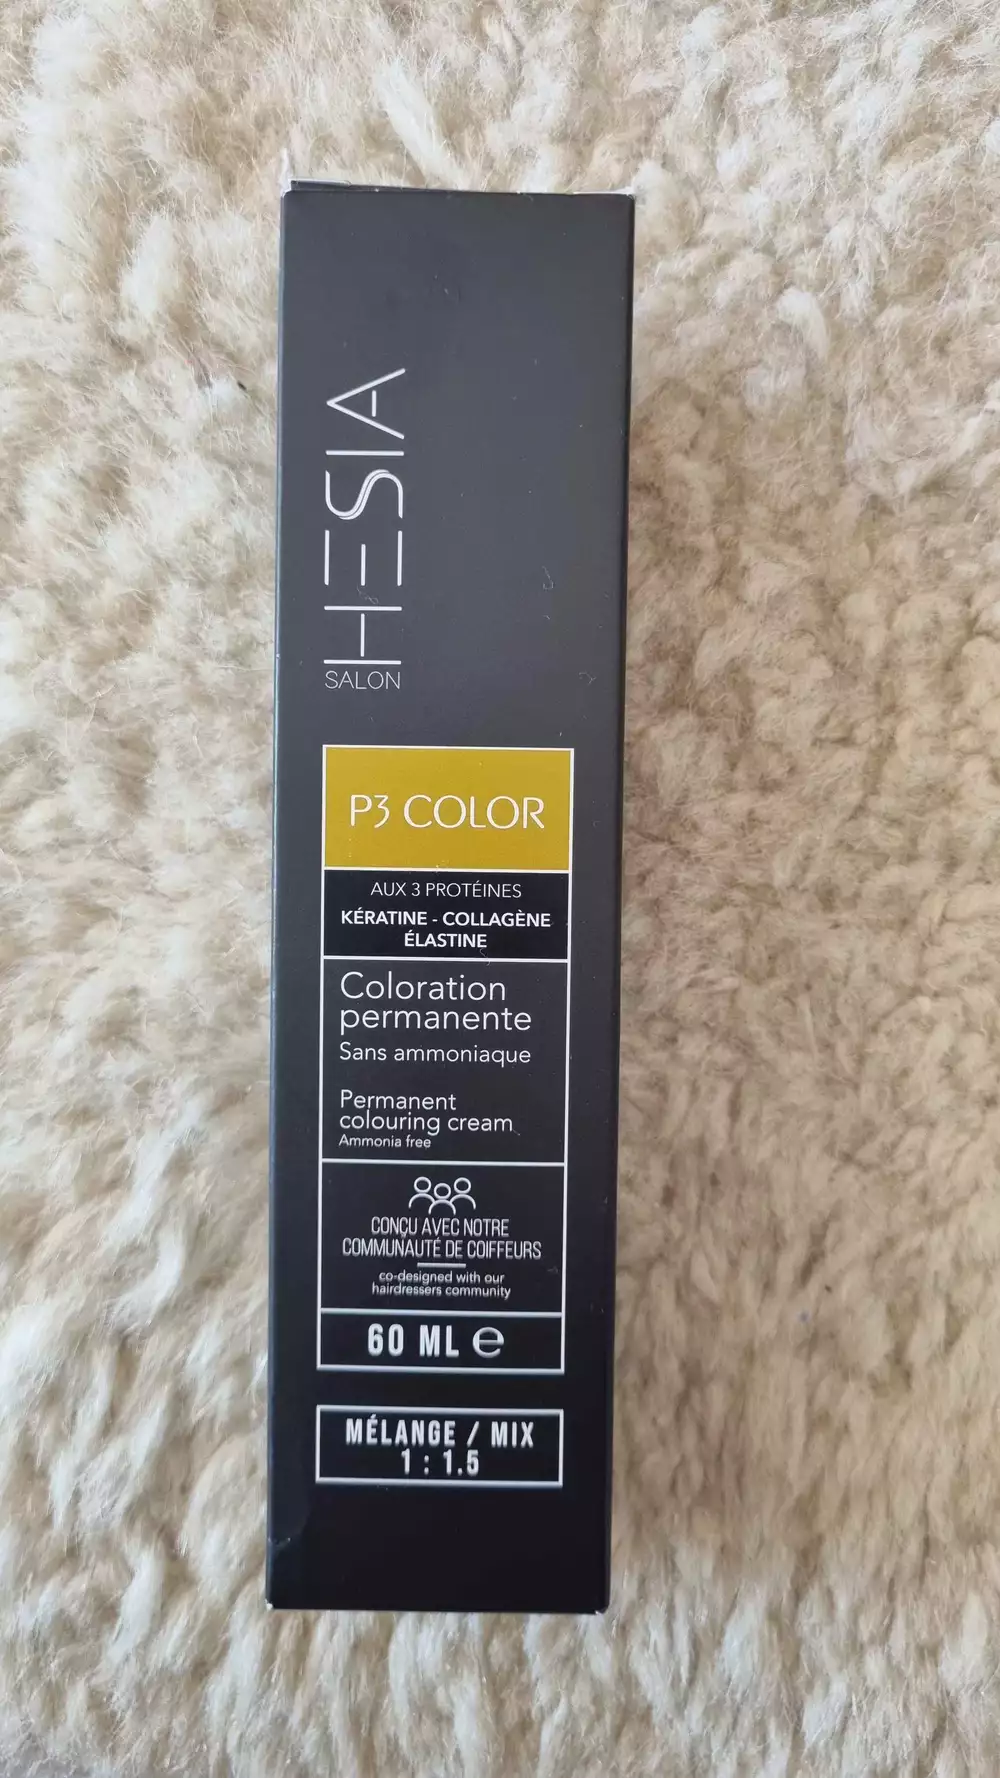 HESIA
SALON
P3 COLOR
AUX 3 PROTÉINES
KÉRATINE - COLLAGÈNE
ÉLASTINE
Coloration
permanente
Sans ammoniaque
Permanent
colouring cream
Ammonia free
CONÇU AVEC NOTRE
COMMUNAUTÉ DE COIFFEURS
co-designed with our
hairdressers community
60 ML ℮
MÉLANGE / MIX
1 : 1.5